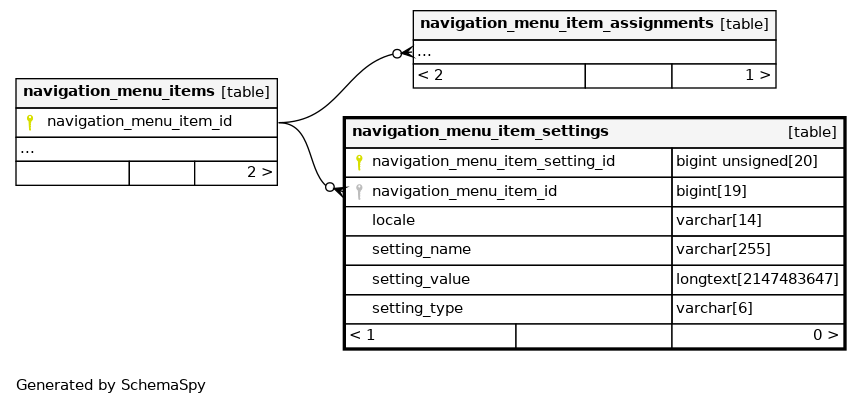 navigation_menu_item_assignments [table]
...
< 2 1 >
navigation_menu_items [table]
navigation_menu_item_id
...
2 >
navigation_menu_item_settings [table]
navigation_menu_item_setting_id bigint unsigned[20]
navigation_menu_item_id bigint[19]
locale varchar[14]
setting_name varchar[255]
setting_value longtext[2147483647]
setting_type varchar[6]
< 1 0 >
Generated by SchemaSpy